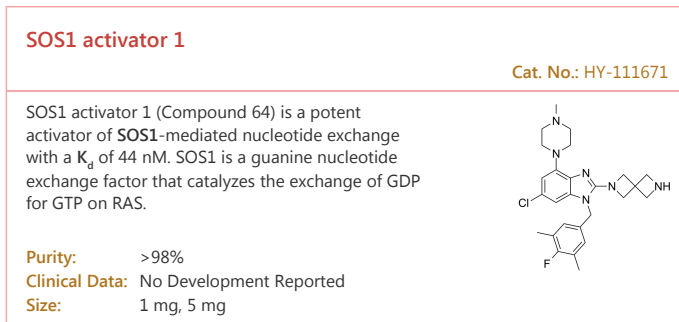 SOS1 activator 1
Cat. No.: HY-111671
SOS1 activator 1 (Compound 64) is a potent
activator of SOS1-mediated nucleotide exchange
with a Kd of 44 nM. SOS1 is a guanine nucleotide
exchange factor that catalyzes the exchange of GDP
for GTP on RAS.
Purity: >98%
Clinical Data: No Development Reported
Size: 1 mg, 5 mg
N
N
N
N
N
NH
Cl
F